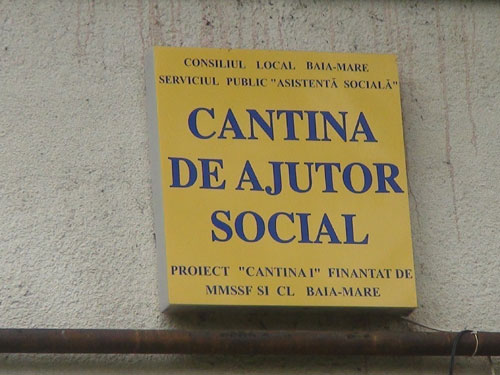 CONSILIUL LOCAL BAIA-MARE
SERVICIUL PUBLIC "ASISTENTĂ SOCIALĂ"
CANTINA
DE AJUTOR
SOCIAL
PROIECT "CANTINA I" FINANTAT DE
MMSSF SI CL BAIA-MARE